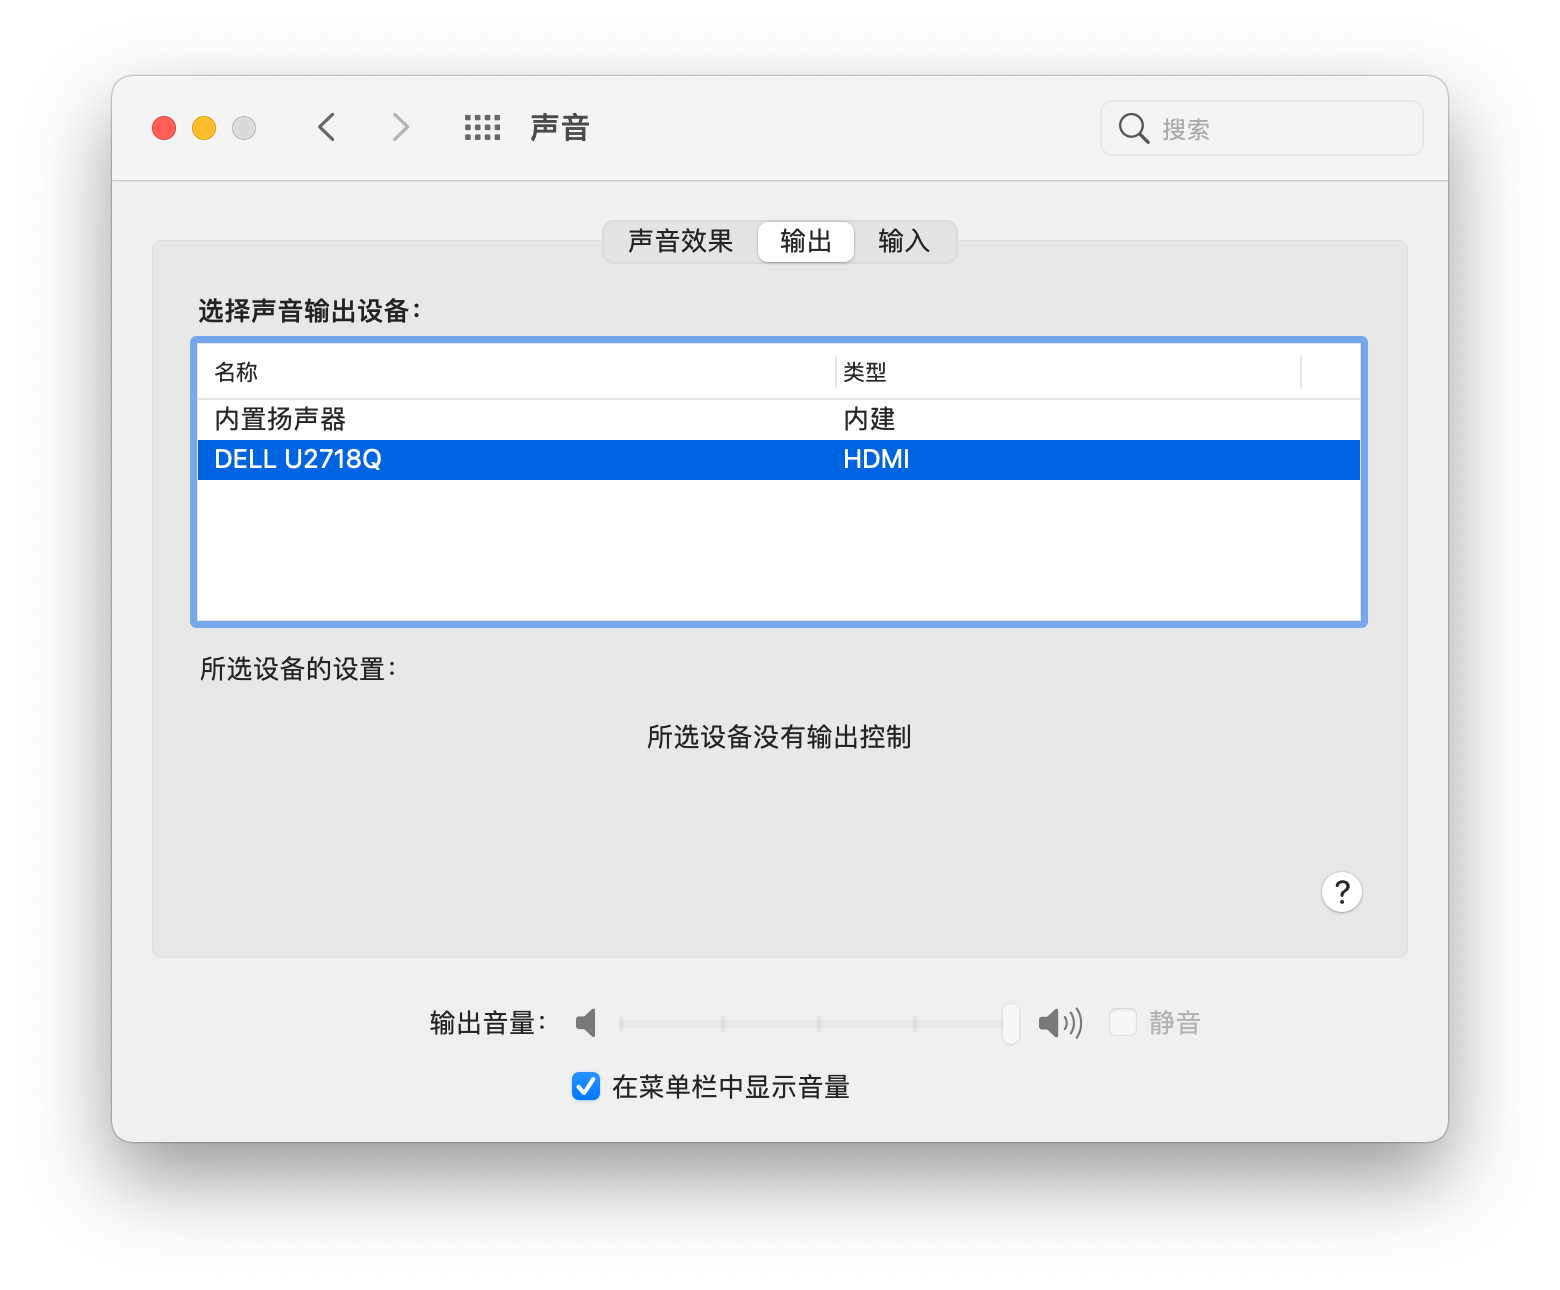 声音
搜索
声音效果 输出 输入
选择声音输出设备：
名称 类型
内置扬声器 内建
DELL U2718Q HDMI
所选设备的设置：
所选设备没有输出控制
?
输出音量： 静音
在菜单栏中显示音量